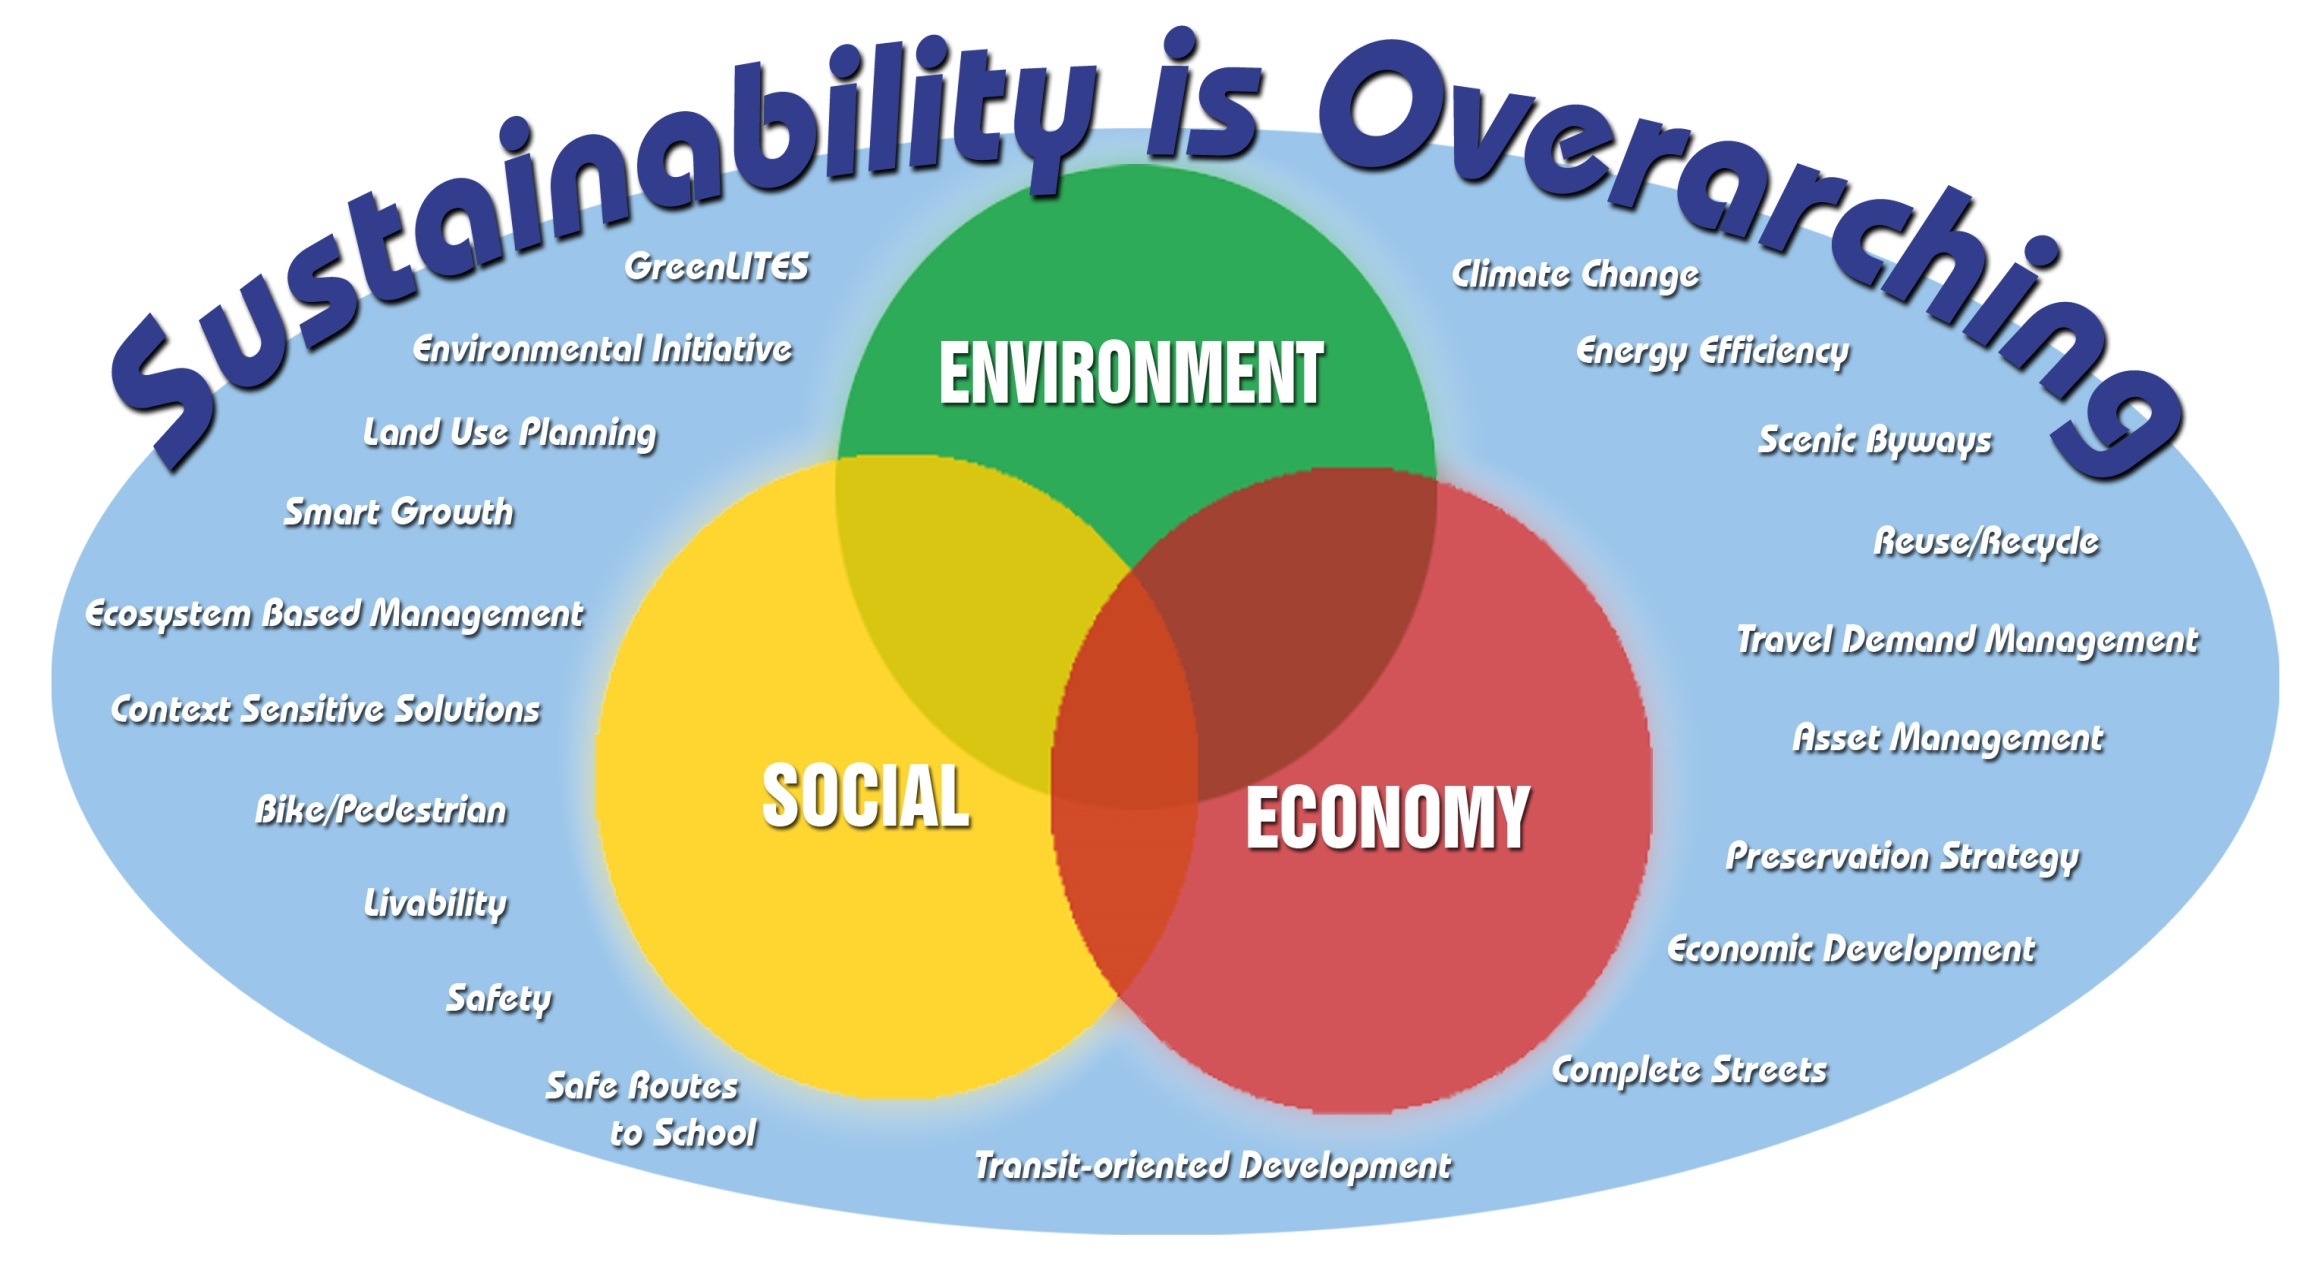 Sustainability is Overarching
GreenLITES
Environmental Initiative
Land Use Planning
Smart Growth
Ecosystem Based Management
Context Sensitive Solutions
Bike/Pedestrian
Livability
Safety
Safe Routes
to School
ENVIRONMENT
SOCIAL
ECONOMY
Climate Change
Energy Efficiency
Scenic Byways
Reuse/Recycle
Travel Demand Management
Asset Management
Preservation Strategy
Economic Development
Complete Streets
Transit-oriented Development